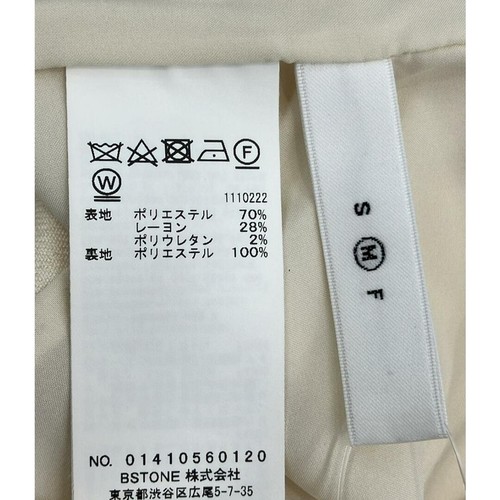 F
W
1110222
表地 ポリエステル 70%
レーヨン 28%
ポリウレタン 2%
裏地 ポリエステル 100%
NO. 01410560120
BSTONE 株式会社
東京都渋谷区広尾5-7-35
S M F